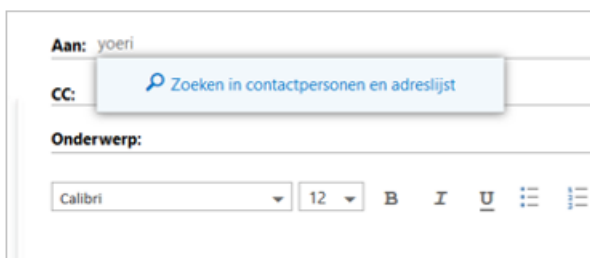 Aan: yoeri
Zoeken in contactpersonen en adreslijst
CC:
Onderwerp:
Calibri 12 B I U